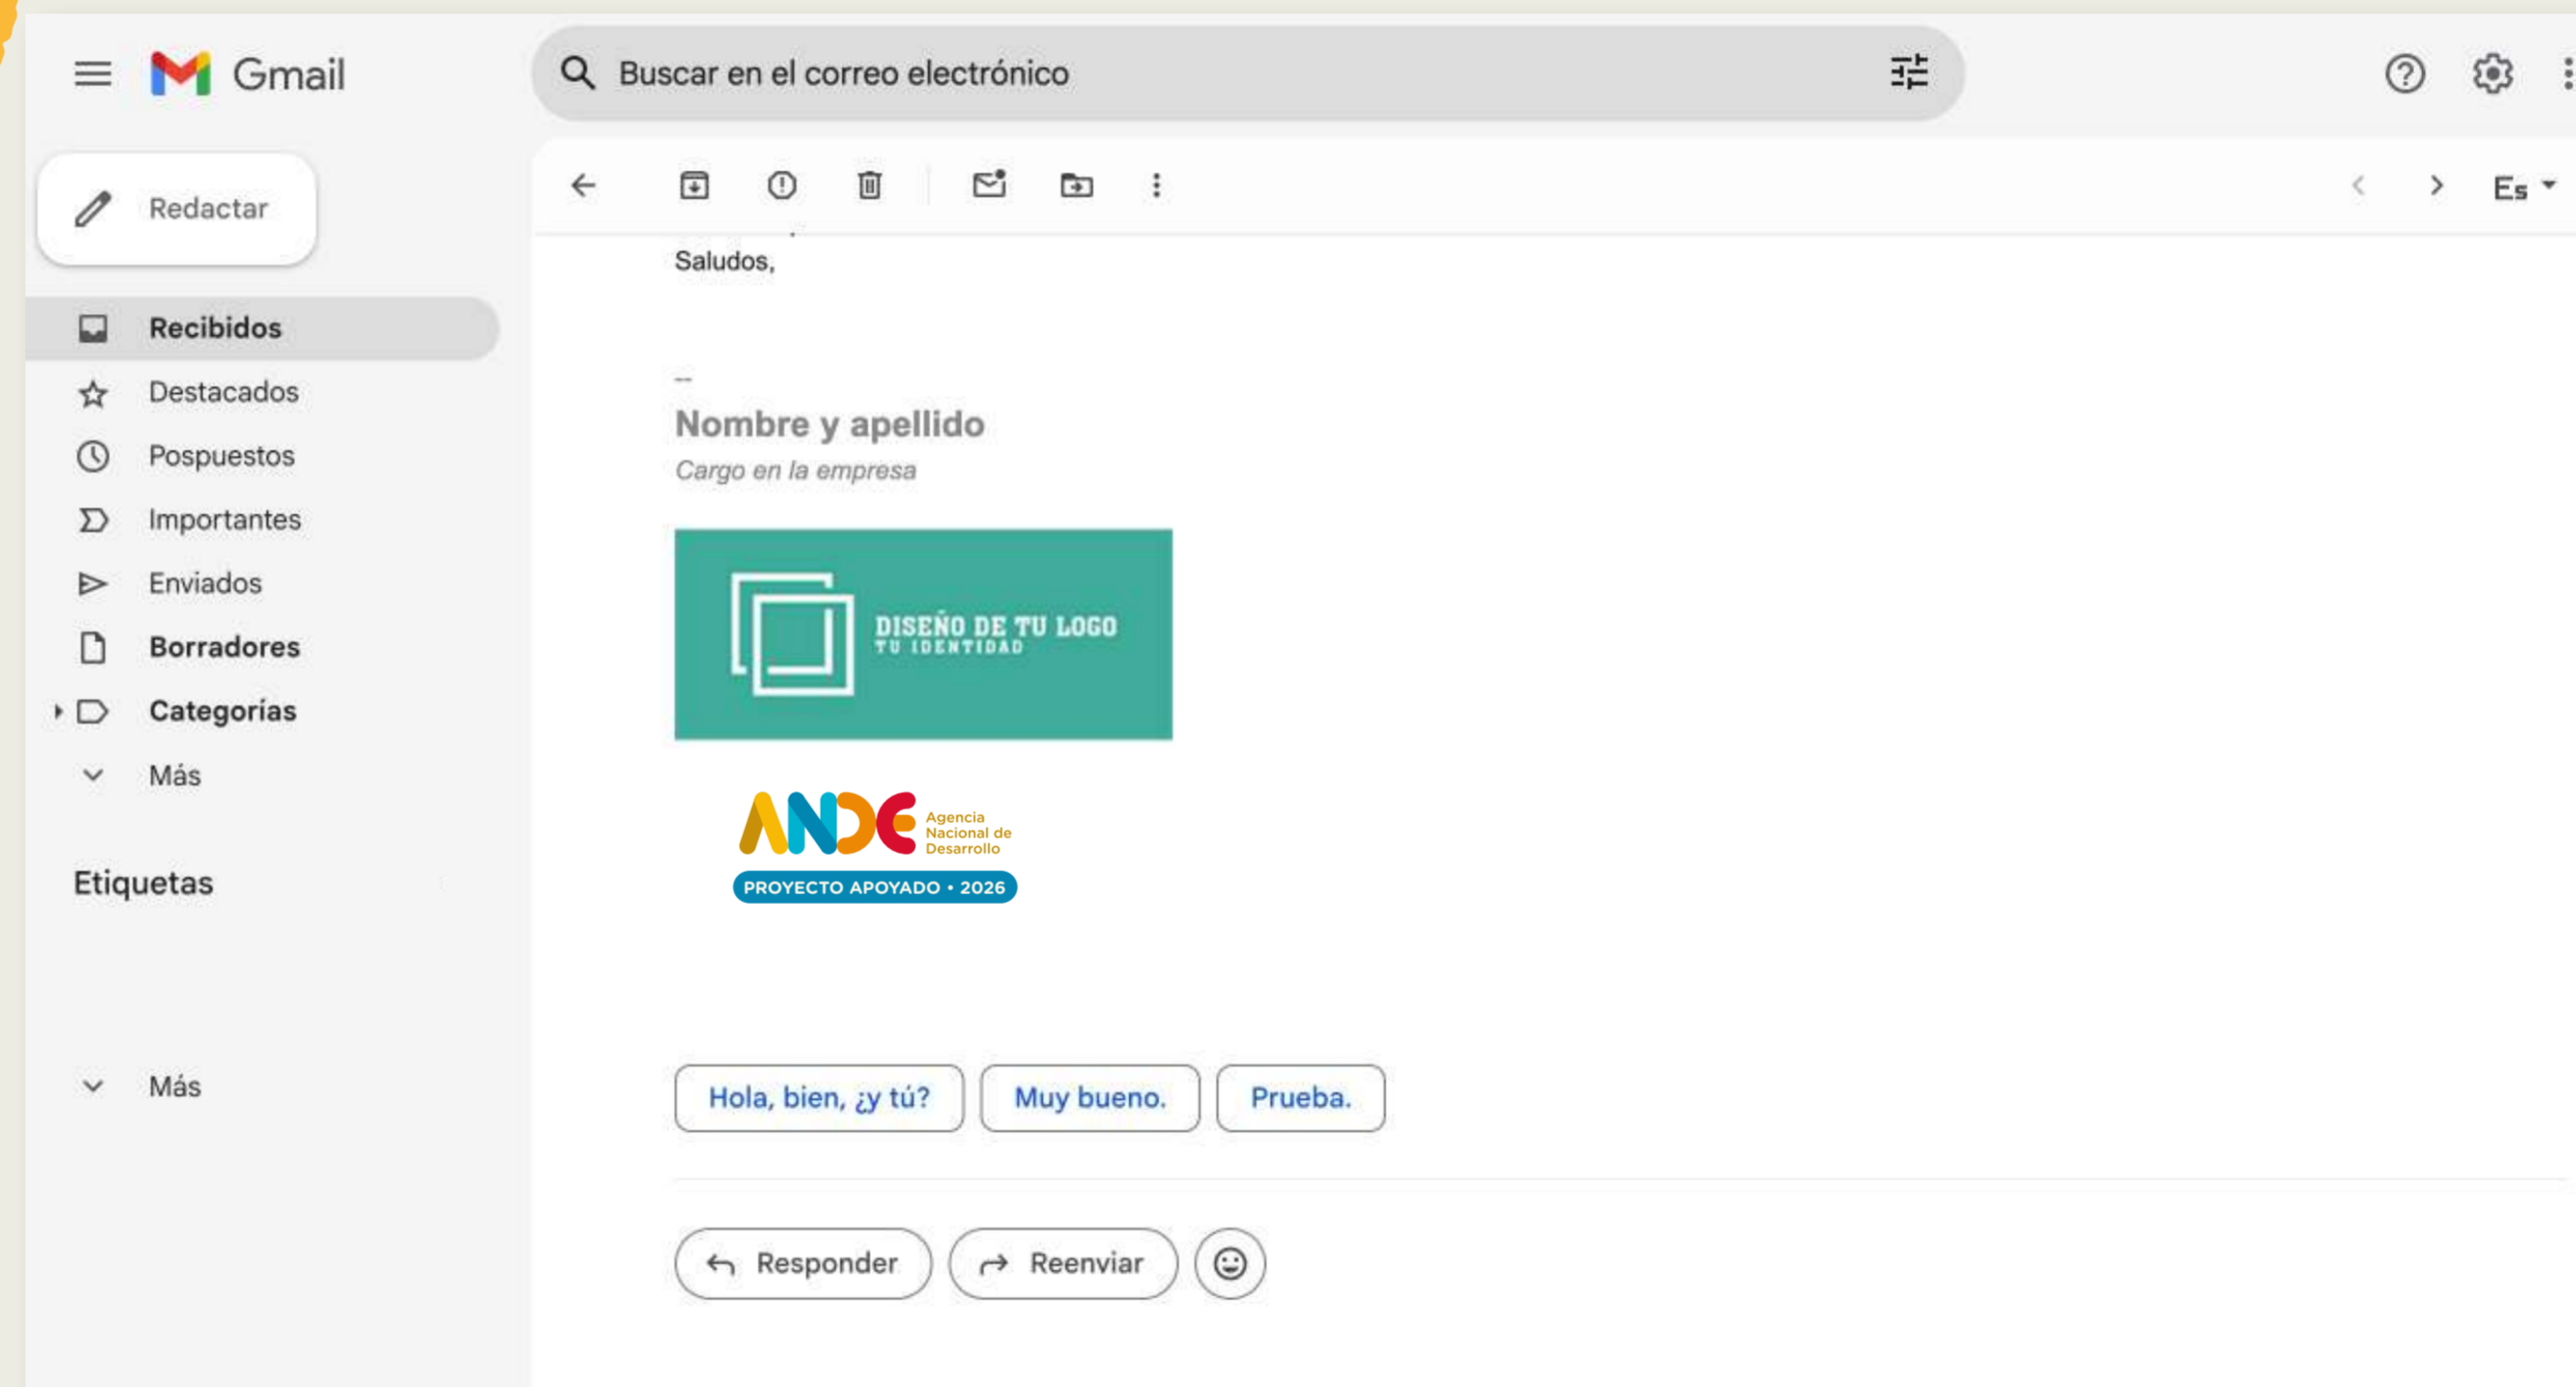 Gmail
Buscar en el correo electrónico
Redactar
Es
Recibidos
Destacados
Pospuestos
Importantes
Enviados
Borradores
Categorías
Más
Etiquetas
Más
Saludos,
--
Nombre y apellido
Cargo en la empresa
DISEÑO DE TU LOGO
TU IDENTIDAD
ANDE
Agencia
Nacional de
Desarrollo
PROYECTO APOYADO • 2026
Hola, bien, ¿y tú?
Muy bueno.
Prueba.
Responder
Reenviar